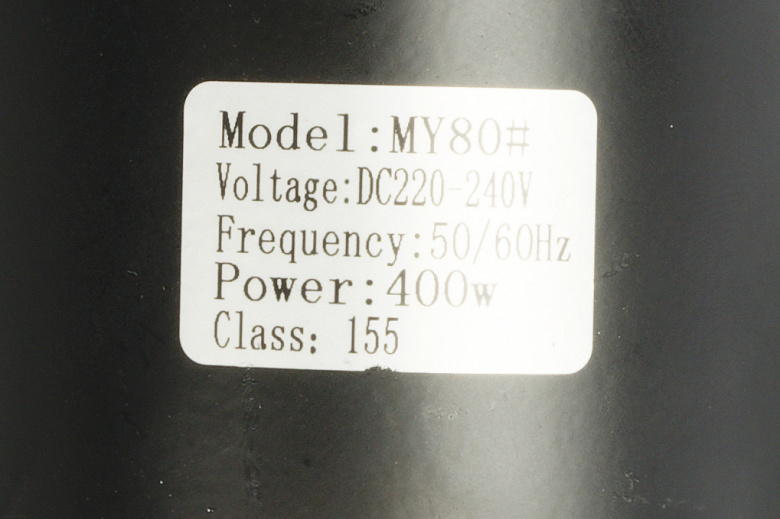 Model:MY80#
Voltage:DC220-240V
Frequency:50/60Hz
Power:400w
Class: 155